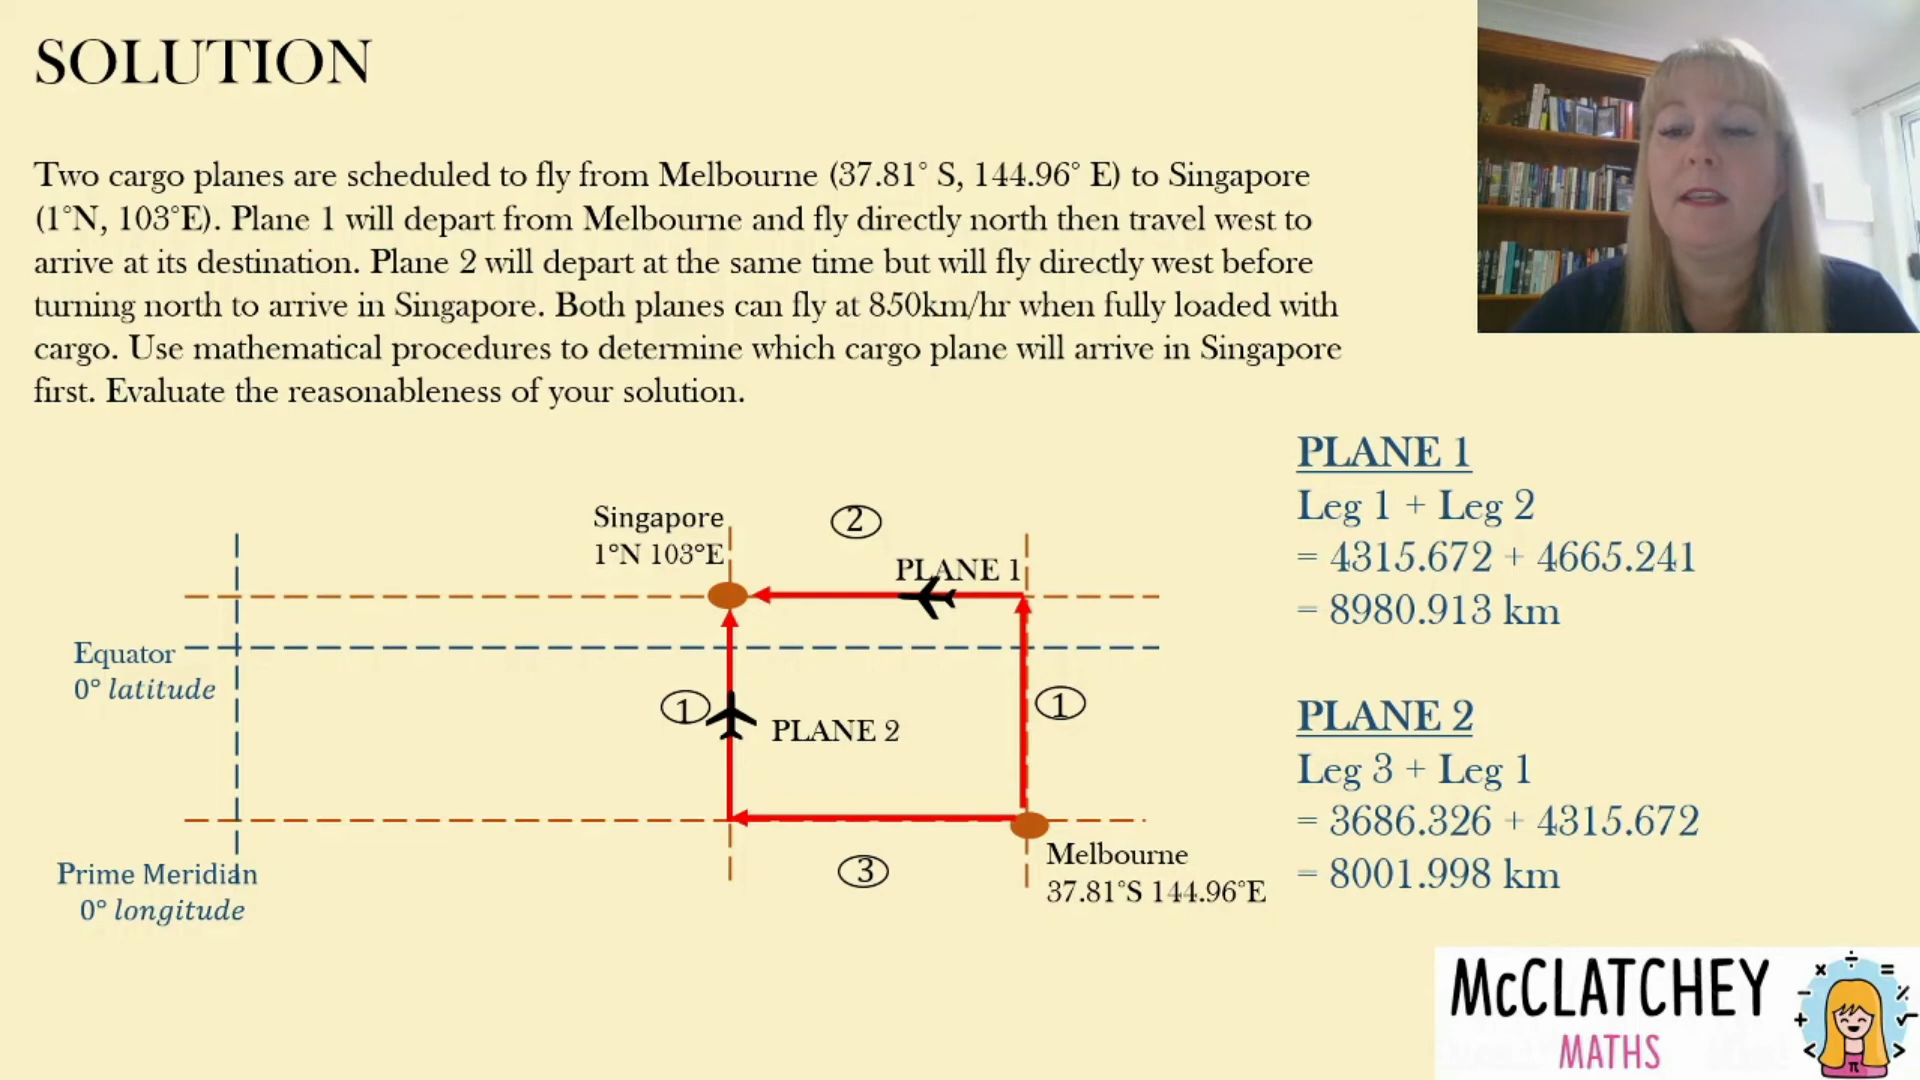 SOLUTION
Two cargo planes are scheduled to fly from Melbourne (37.81° S, 144.96° E) to Singapore
(1°N, 103°E). Plane 1 will depart from Melbourne and fly directly north then travel west to
arrive at its destination. Plane 2 will depart at the same time but will fly directly west before
turning north to arrive in Singapore. Both planes can fly at 850km/hr when fully loaded with
cargo. Use mathematical procedures to determine which cargo plane will arrive in Singapore
first. Evaluate the reasonableness of your solution.
Singapore
1°N 103°E
2
PLANE 1
Equator
0° latitude
1
PLANE 2
1
3
Melbourne
37.81°S 144.96°E
Prime Meridian
0° longitude
PLANE 1
Leg 1 + Leg 2
= 4315.672 + 4665.241
= 8980.913 km
PLANE 2
Leg 3 + Leg 1
= 3686.326 + 4315.672
= 8001.998 km
McCLATCHEY
MATHS